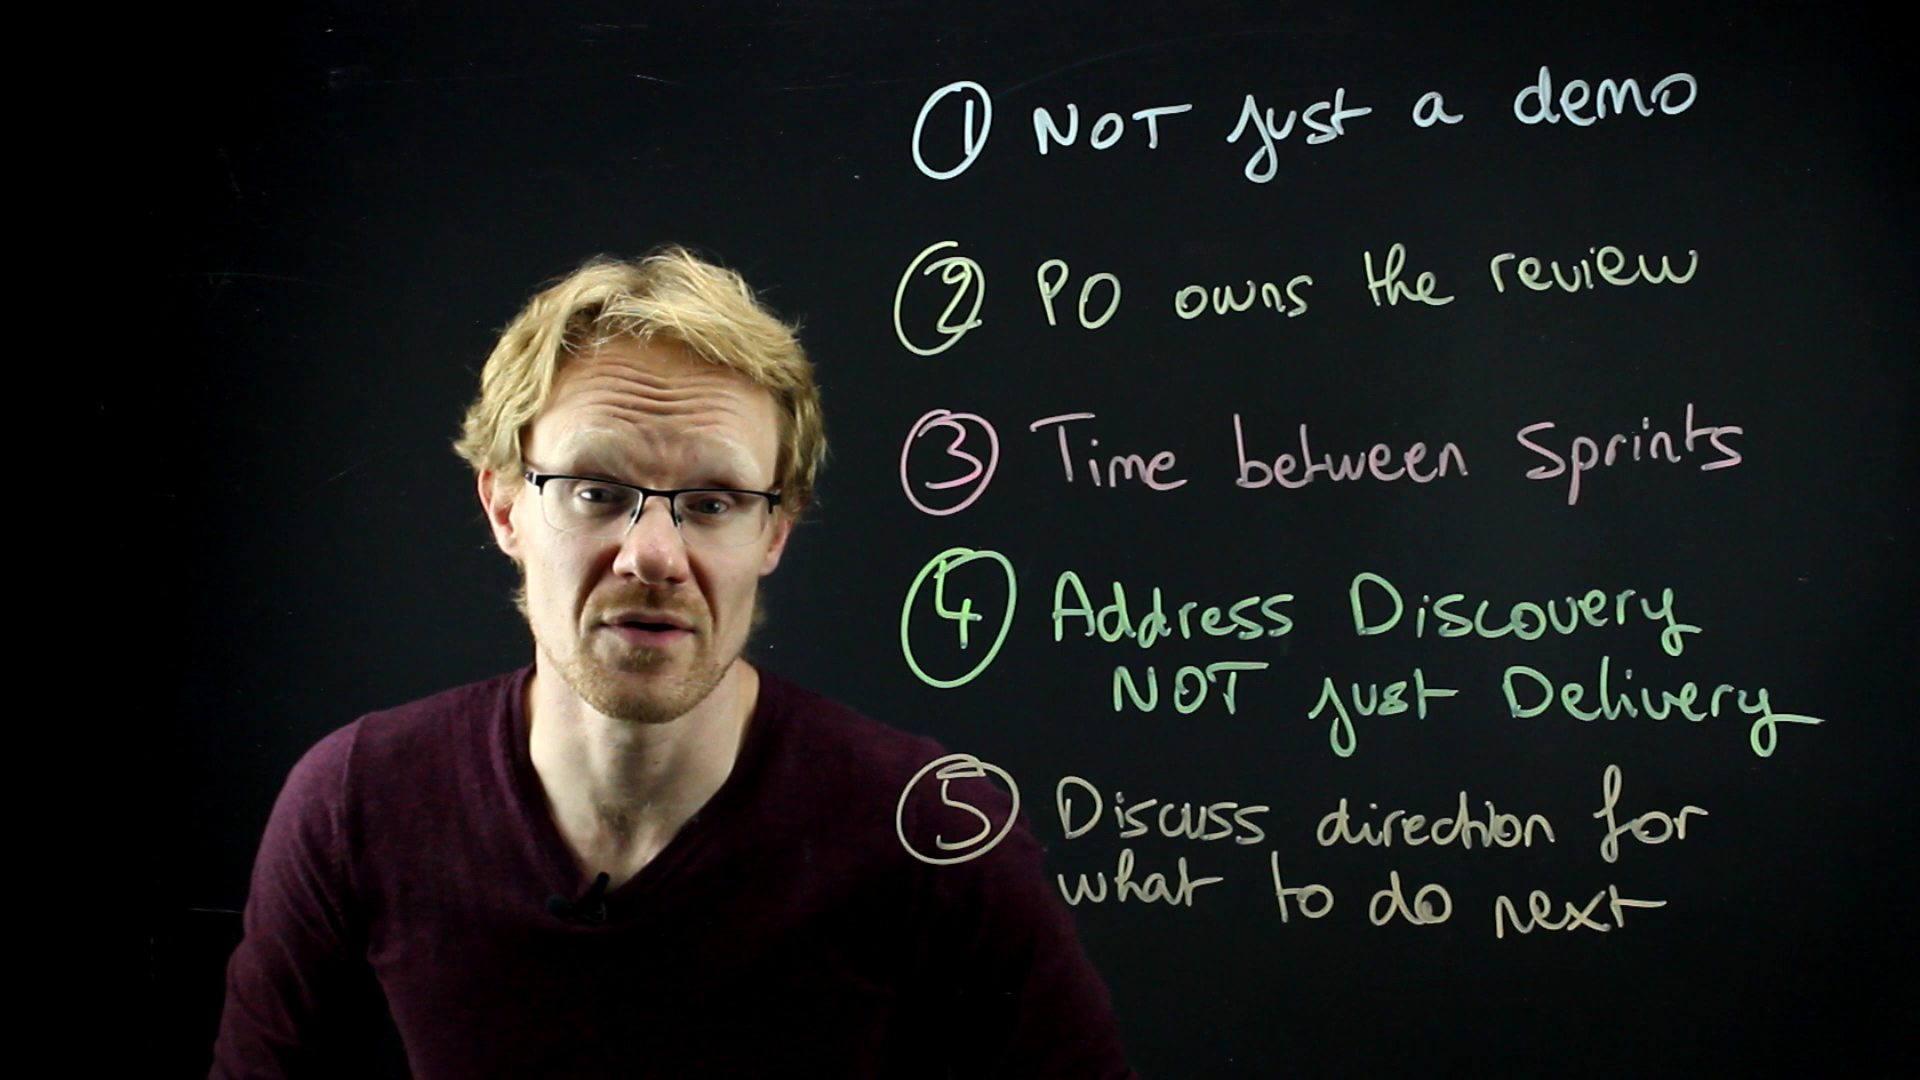 1 NOT just a demo
2 PO owns the review
3 Time between Sprints
4 Address Discovery
NOT just Delivery
5 Discuss direction for
what to do next